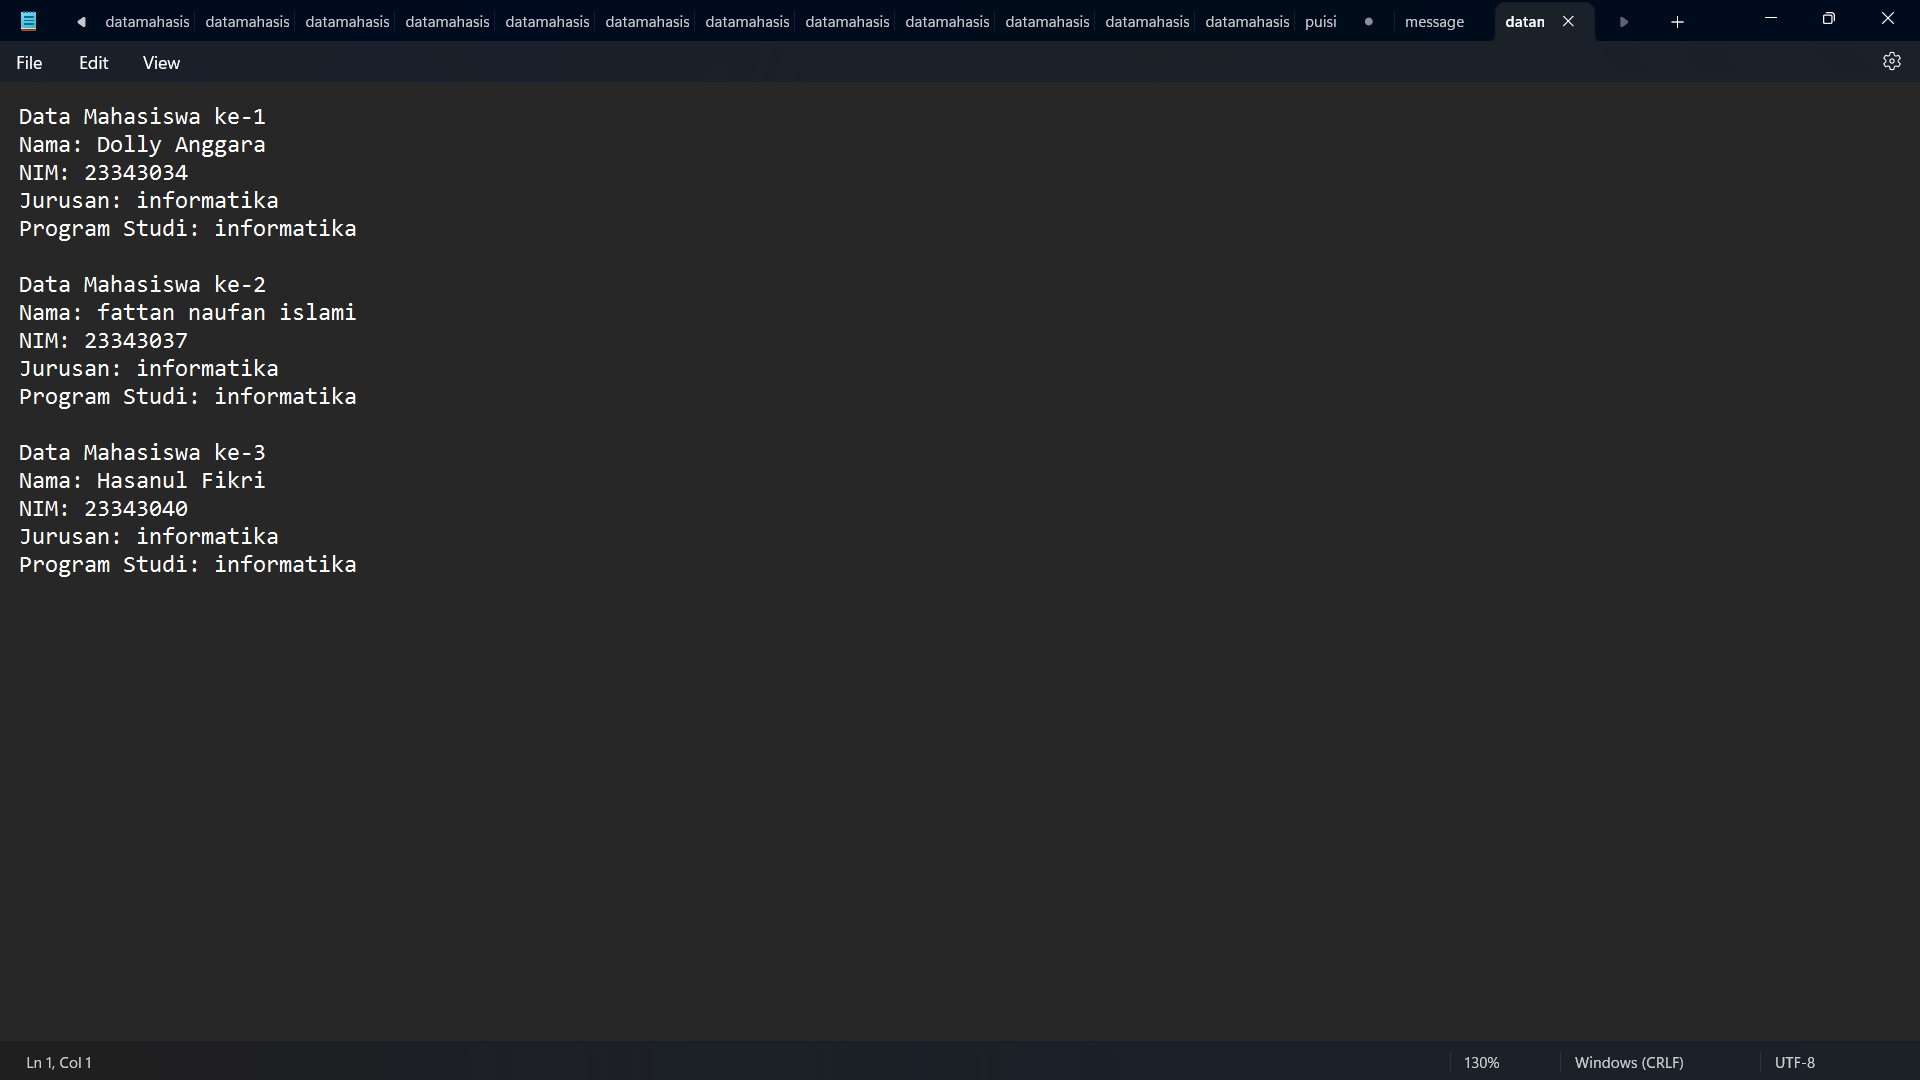 datamahasis datamahasis datamahasis datamahasis datamahasis datamahasis datamahasis datamahasis datamahasis datamahasis datamahasis datamahasis puisi message datan
File Edit View
Data Mahasiswa ke-1
Nama: Dolly Anggara
NIM: 23343034
Jurusan: informatika
Program Studi: informatika
Data Mahasiswa ke-2
Nama: fattan naufan islami
NIM: 23343037
Jurusan: informatika
Program Studi: informatika
Data Mahasiswa ke-3
Nama: Hasanul Fikri
NIM: 23343040
Jurusan: informatika
Program Studi: informatika
Ln 1, Col 1 130% Windows (CRLF) UTF-8